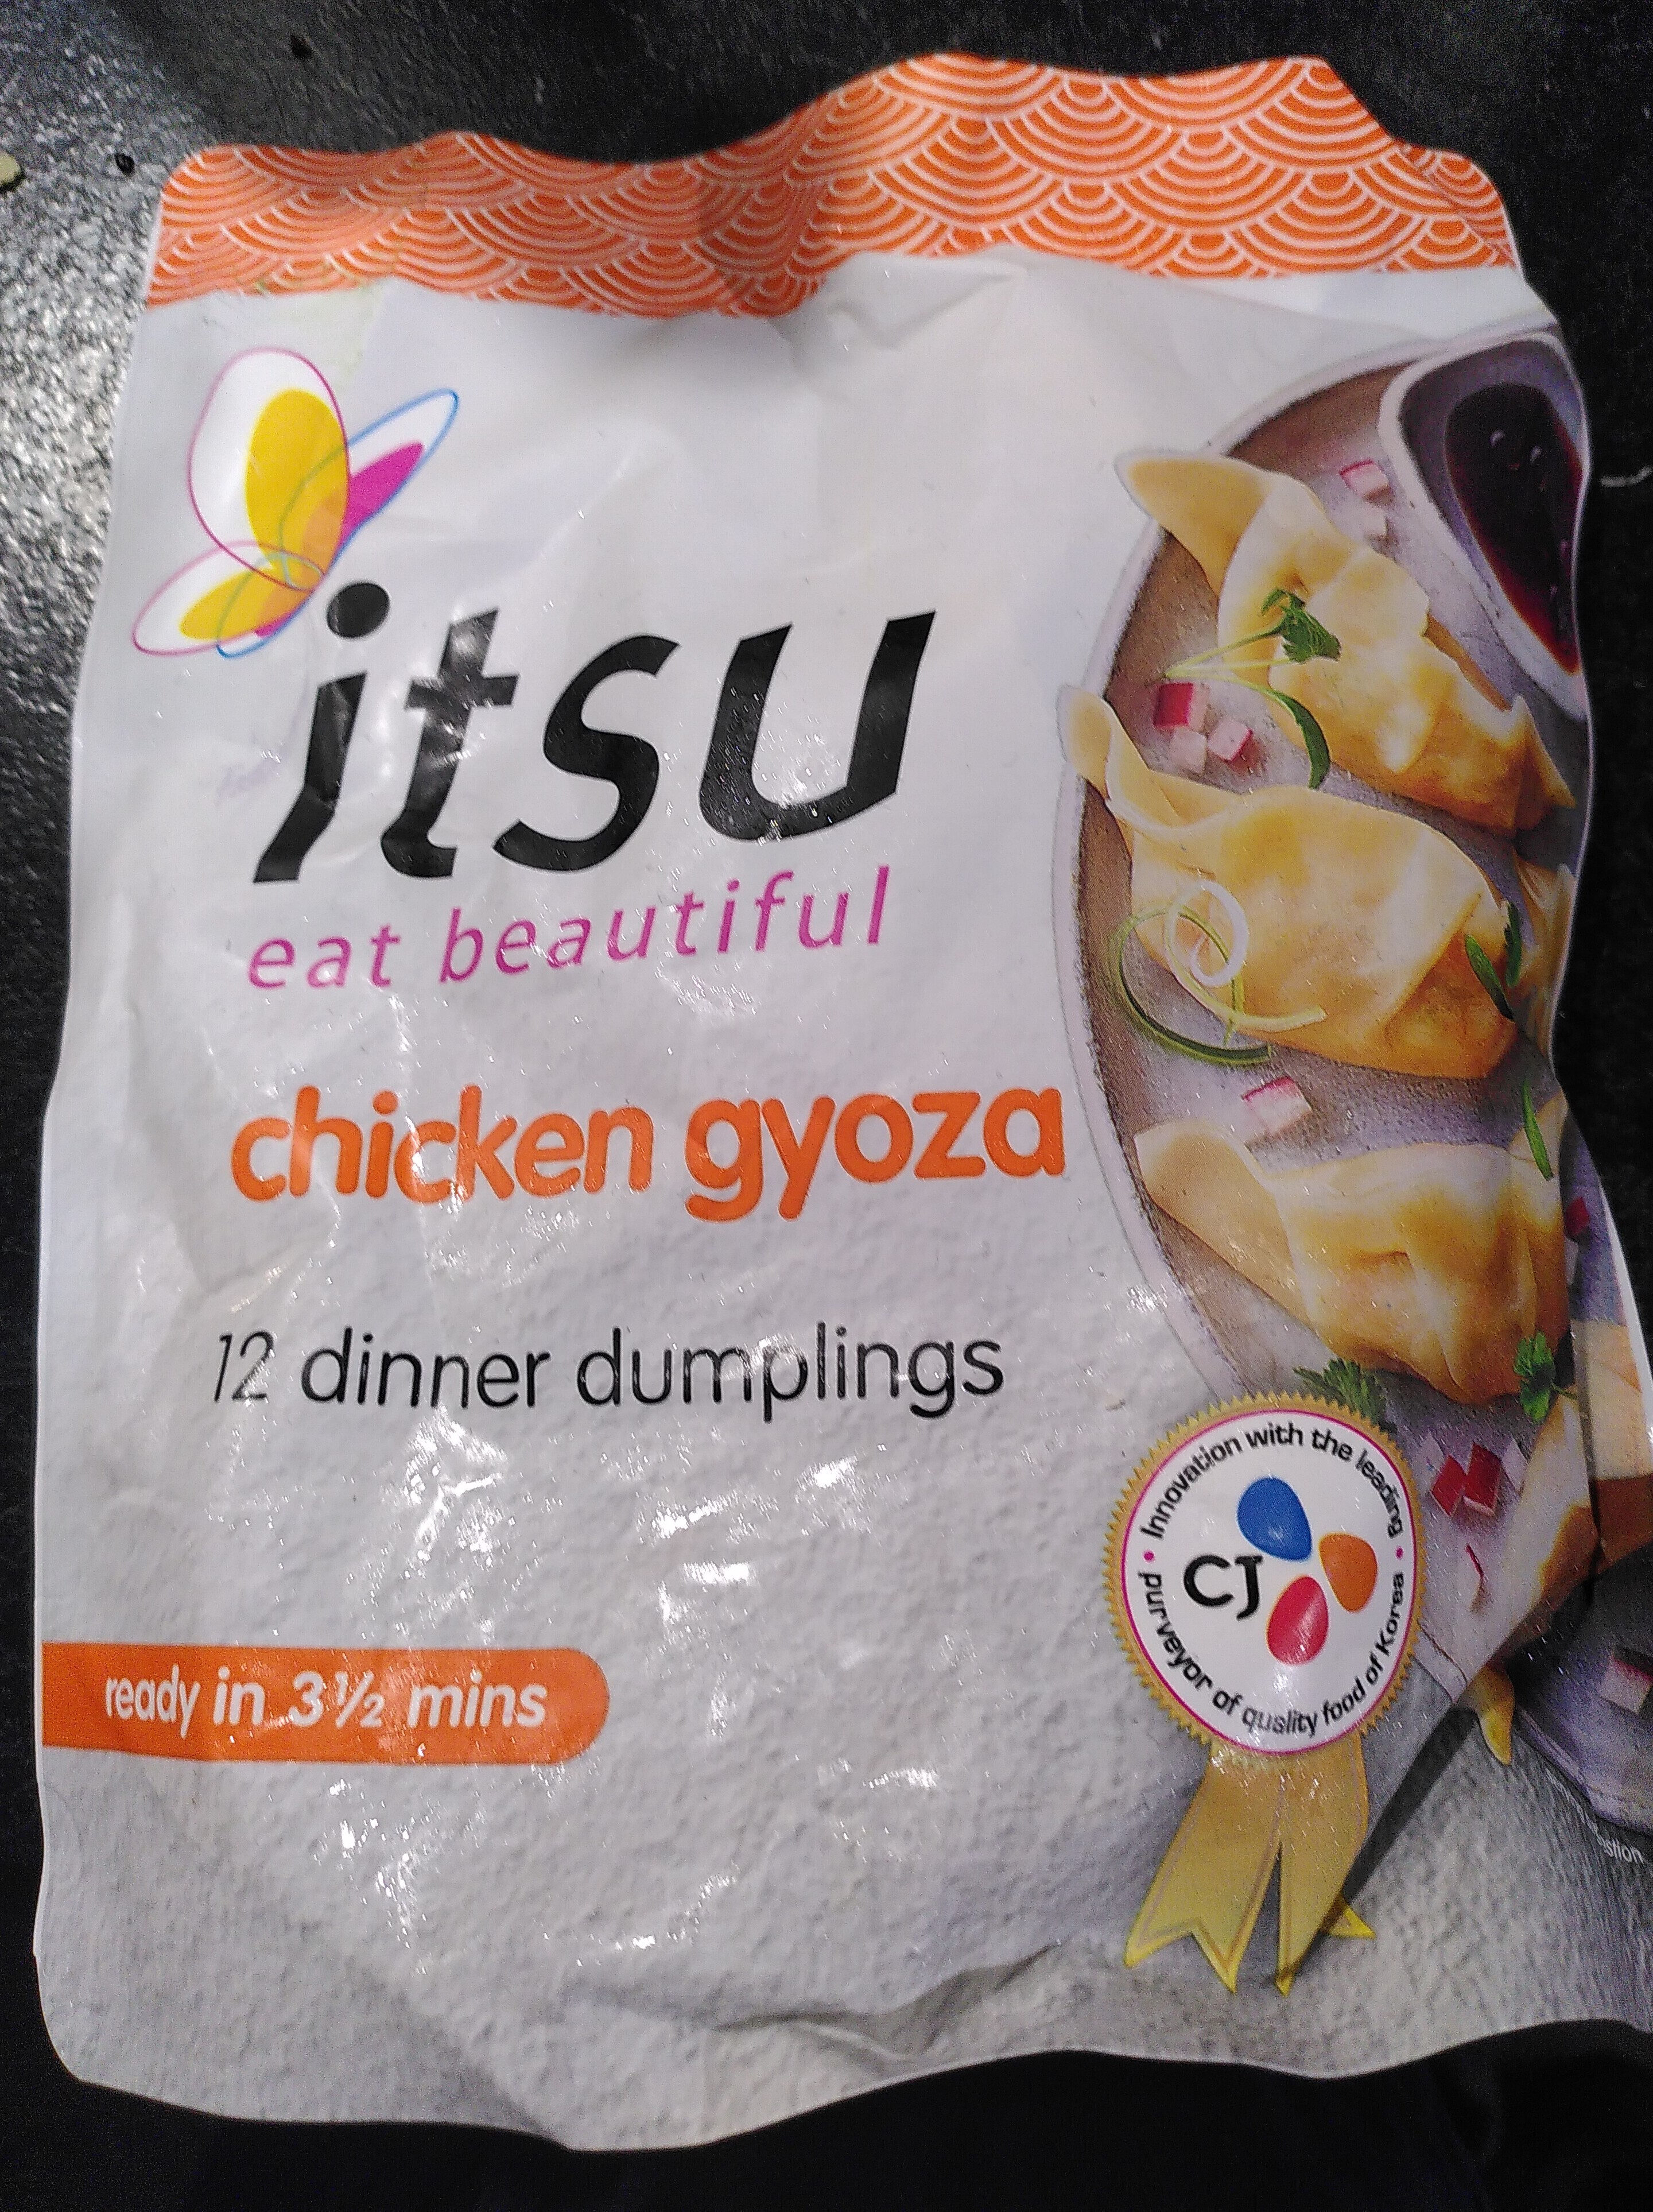 itsu
eat beautiful
chicken gyoza
12 dinner dumplings
ready in 3½ mins
Innovation with the leading
CJ
purveyor of quality food of Korea